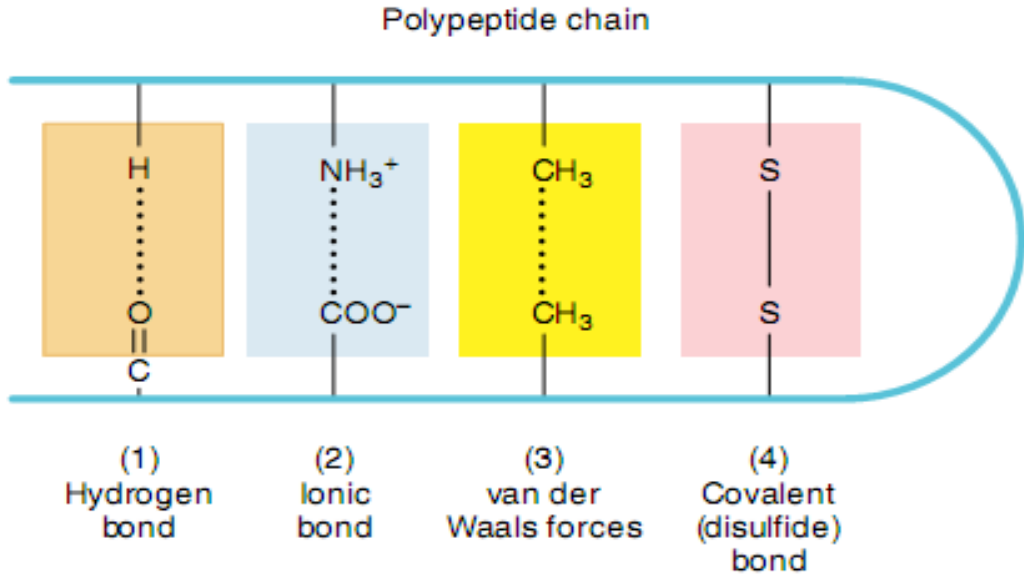 Polypeptide chain
H
O
C
NH₃⁺
COO⁻
CH₃
CH₃
S
S
(1)
Hydrogen
bond
(2)
Ionic
bond
(3)
van der
Waals forces
(4)
Covalent
(disulfide)
bond